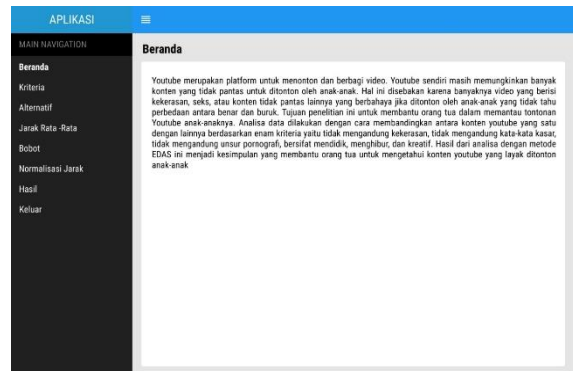 APLIKASI
MAIN NAVIGATION
Beranda
Kriteria
Alternatif
Jarak Rata -Rata
Bobot
Normalisasi Jarak
Hasil
Keluar
Beranda
Youtube merupakan platform untuk menonton dan berbagi video. Youtube sendiri masih memungkinkan banyak
konten yang tidak pantas untuk ditonton oleh anak-anak. Hal ini disebakan karena banyaknya video yang berisi
kekerasan, seks, atau konten tidak pantas lainnya yang berbahaya jika ditonton oleh anak-anak yang tidak tahu
perbedaan antara benar dan buruk. Tujuan penelitian ini untuk membantu orang tua dalam memantau tontonan
Youtube anak-anaknya. Analisa data dilakukan dengan cara membandingkan antara konten youtube yang satu
dengan lainnya berdasarkan enam kriteria yaitu tidak mengandung kekerasan, tidak mengandung kata-kata kasar,
tidak mengandung unsur pornografi, bersifat mendidik, menghibur, dan kreatif. Hasil dari analisa dengan metode
EDAS ini menjadi kesimpulan yang membantu orang tua untuk mengetahui konten youtube yang layak ditonton
anak-anak